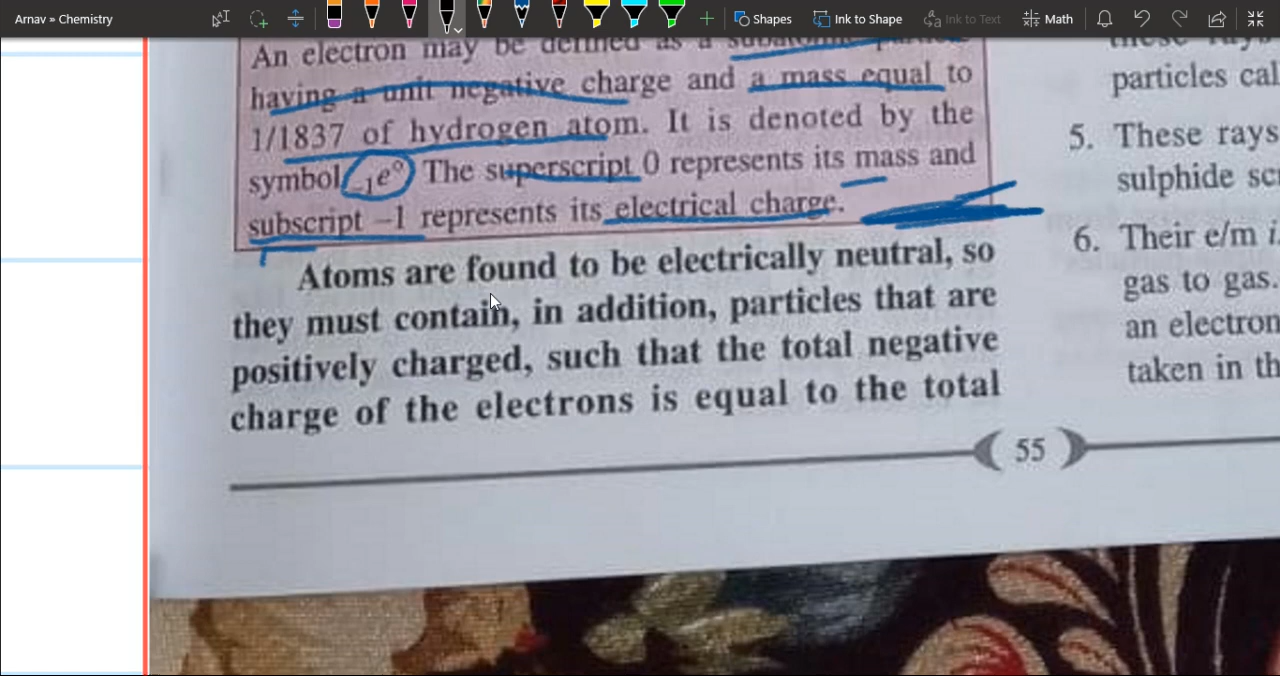 Arnav » Chemistry
Shapes
Ink to Shape
Ink to Text
Math
An electron may be defined as a subatomic particle
having a unit negative charge and a mass equal to
1/1837 of hydrogen atom. It is denoted by the
symbol ₋₁e⁰ The superscript 0 represents its mass and
subscript –1 represents its electrical charge.
Atoms are found to be electrically neutral, so
they must contain, in addition, particles that are
positively charged, such that the total negative
charge of the electrons is equal to the total
55
these rays
particles cal
5. These rays
sulphide scr
6. Their e/m i.
gas to gas.
an electron
taken in th